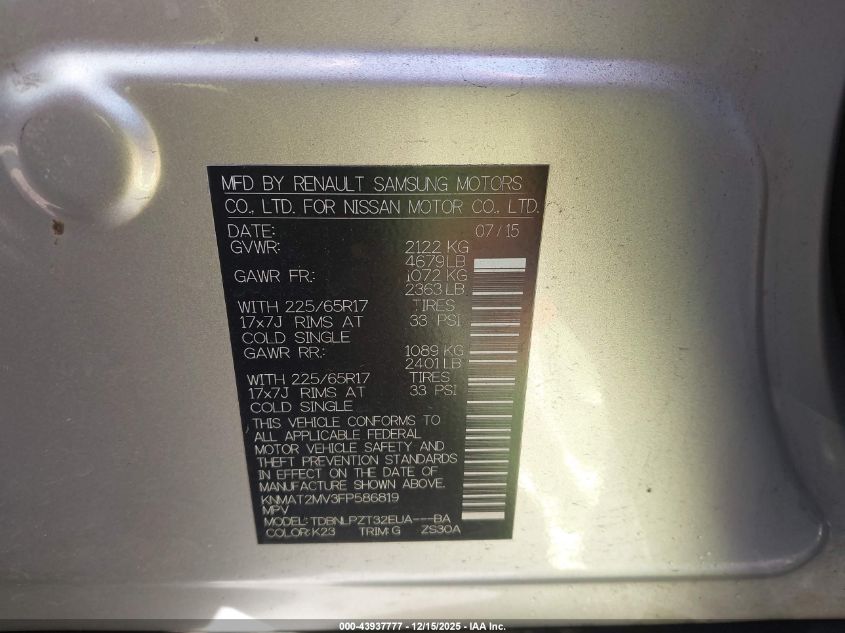 MFD BY RENAULT SAMSUNG MOTORS
CO., LTD. FOR NISSAN MOTOR CO., LTD.
DATE: 07/15
GVWR: 2122 KG
4679LB
GAWR FR: 1072 KG
2363 LB
WITH 225/65R17 TIRES
17x7J RIMS AT 33 PSI
COLD SINGLE
GAWR RR: 1089 KG
2401 LB
WITH 225/65R17 TIRES
17x7J RIMS AT 33 PSI
COLD SINGLE
THIS VEHICLE CONFORMS TO
ALL APPLICABLE FEDERAL
MOTOR VEHICLE SAFETY AND
THEFT PREVENTION STANDARDS
IN EFFECT ON THE DATE OF
MANUFACTURE SHOWN ABOVE.
KNMAT2MV3FP586819
MPV
MODEL: TDBNLPZT32EUA---BA
COLOR: K23 TRIM: G ZS30A
000-43937777 - 12/15/2025 - IAA Inc.